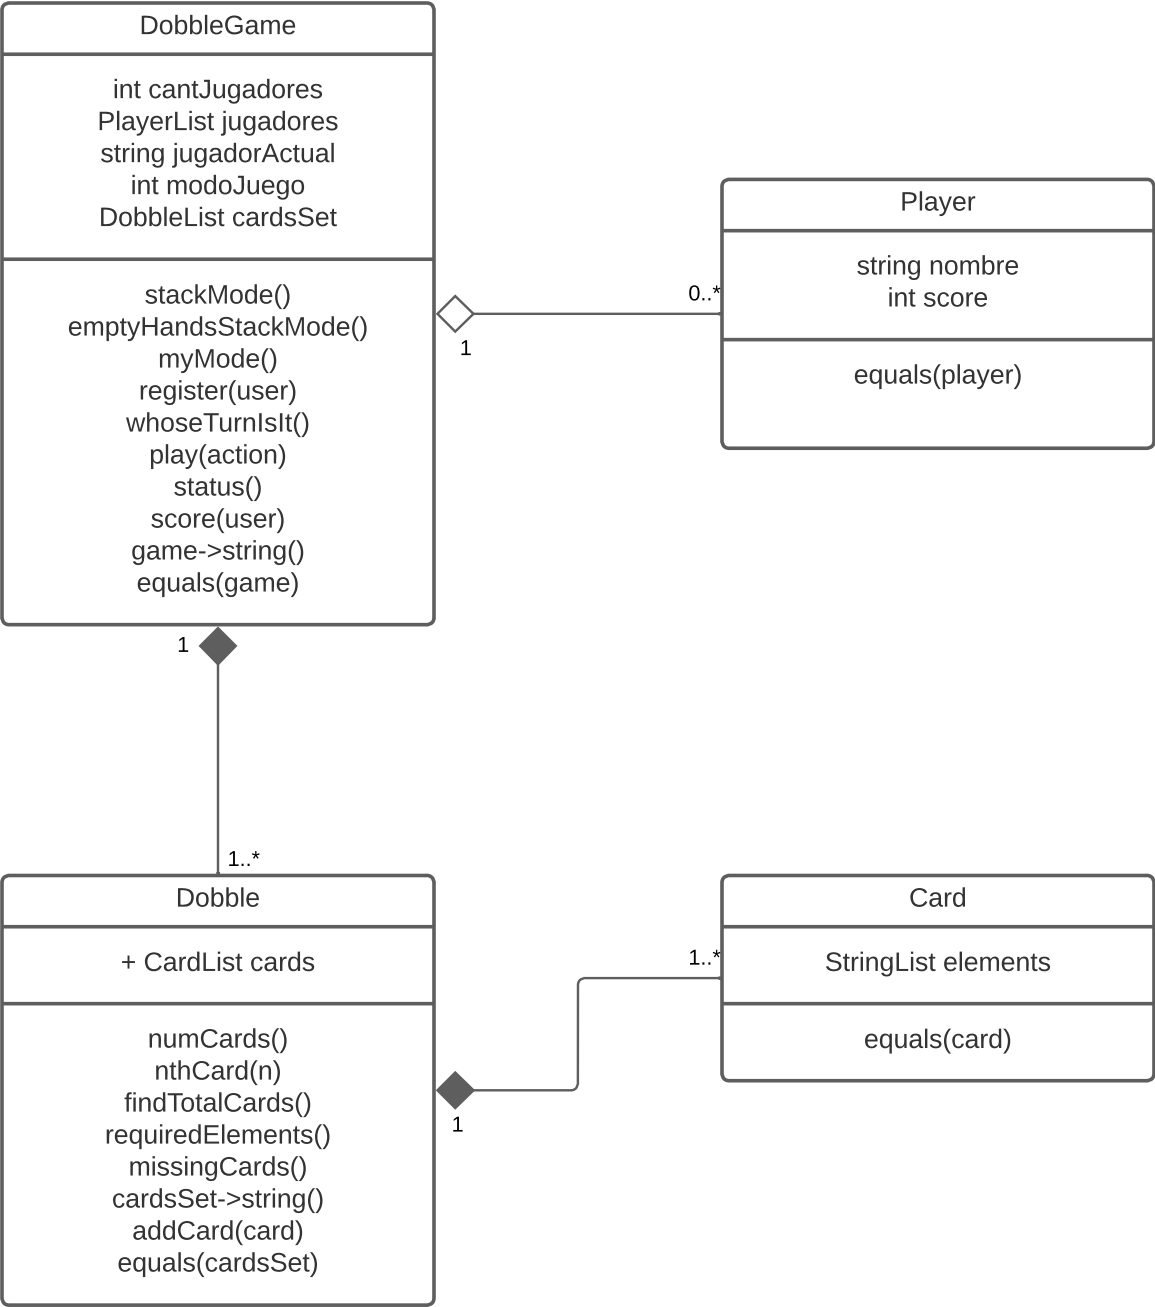 DobbleGame
int cantJugadores
PlayerList jugadores
string jugadorActual
int modoJuego
DobbleList cardsSet
stackMode()
emptyHandsStackMode()
myMode()
register(user)
whoseTurnIsIt()
play(action)
status()
score(user)
game->string()
equals(game)
1
0..*
Player
string nombre
int score
equals(player)
1
1..*
Dobble
+ CardList cards
numCards()
nthCard(n)
findTotalCards()
requiredElements()
missingCards()
cardsSet->string()
addCard(card)
equals(cardsSet)
1
1..*
Card
StringList elements
equals(card)